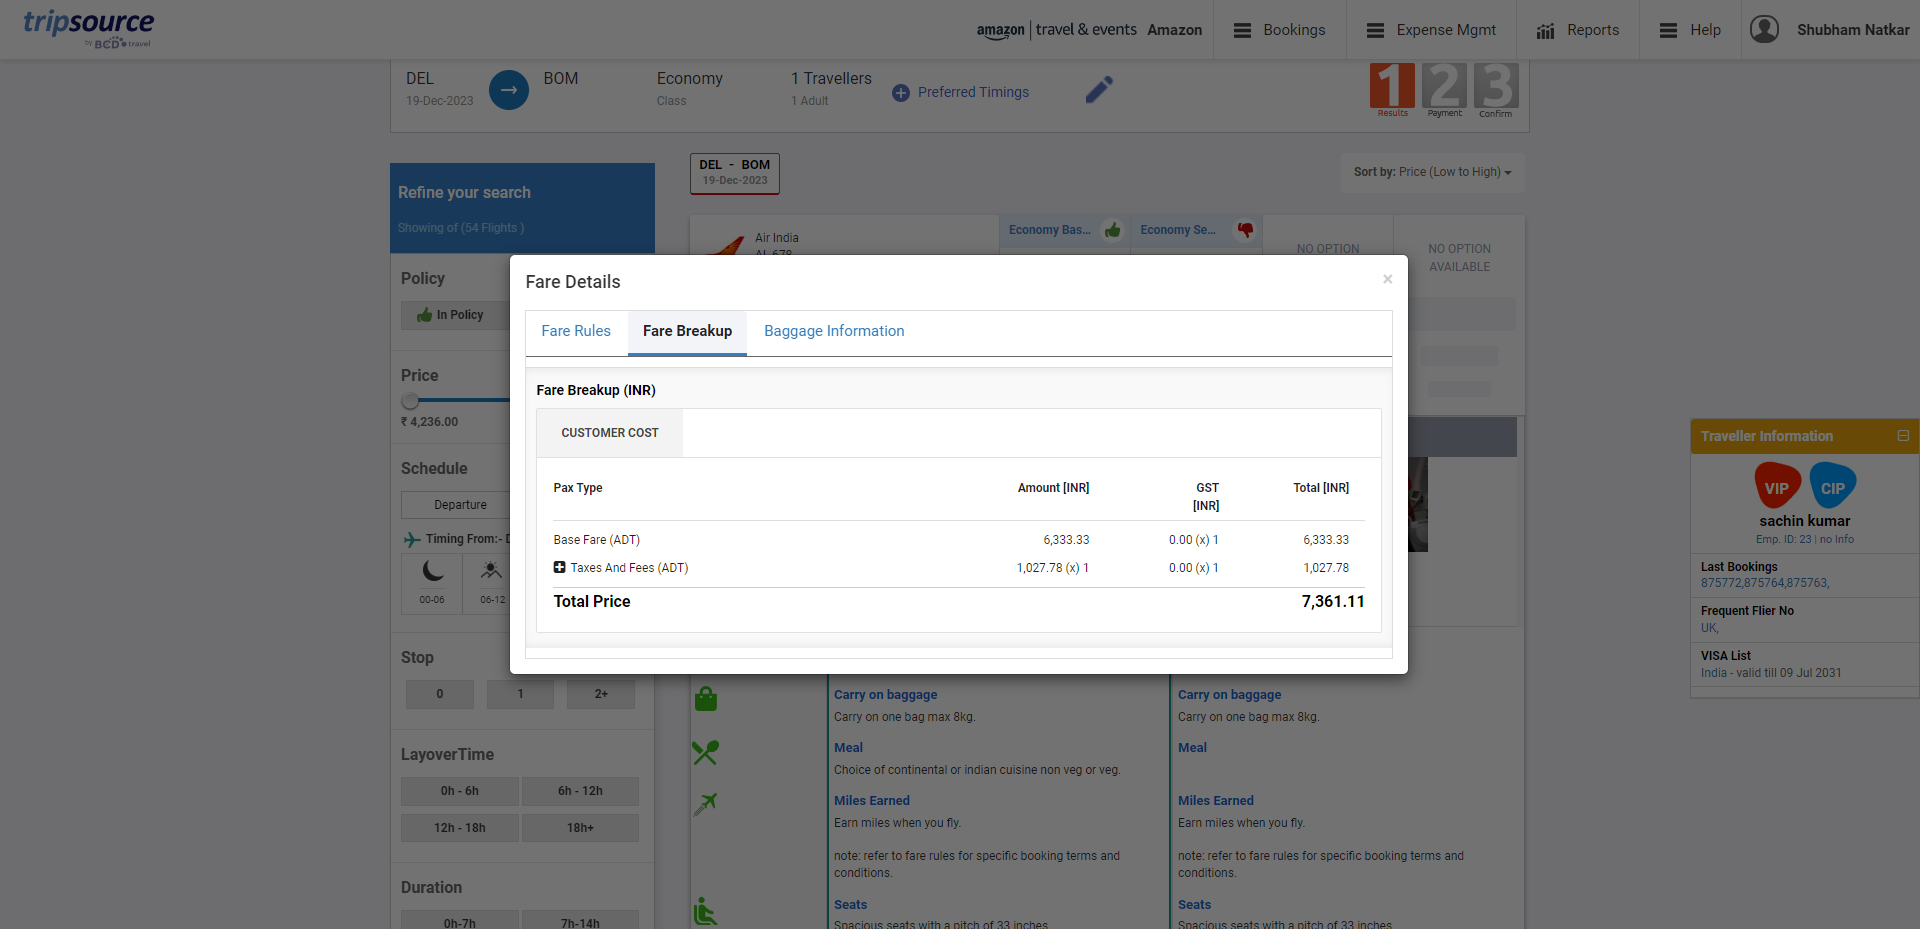 tripsource
by BCD travel
amazon | travel & events Amazon
Bookings
Expense Mgmt
Reports
Help
Shubham Natkar
DEL
19-Dec-2023
BOM
Economy
Class
1 Travellers
1 Adult
Preferred Timings
1 2 3
Results Payment Confirm
Refine your search
Showing of (54 Flights )
DEL - BOM
19-Dec-2023
Sort by: Price (Low to High)
Air India
Economy Bas...
Economy Se...
NO OPTION
NO OPTION
AVAILABLE
Policy
In Policy
Price
₹ 4,236.00
Schedule
Departure
Timing From:-
00-06
06-12
Stop
0 1 2+
LayoverTime
0h - 6h 6h - 12h
12h - 18h 18h+
Duration
0h-7h 7h-14h
Fare Details
×
Fare Rules Fare Breakup Baggage Information
Fare Breakup (INR)
CUSTOMER COST
Pax Type Amount [INR] GST [INR] Total [INR]
Base Fare (ADT) 6,333.33 0.00 (x) 1 6,333.33
Taxes And Fees (ADT) 1,027.78 (x) 1 0.00 (x) 1 1,027.78
Total Price 7,361.11
Carry on baggage
Carry on one bag max 8kg.
Meal
Choice of continental or indian cuisine non veg or veg.
Miles Earned
Earn miles when you fly.
note: refer to fare rules for specific booking terms and
conditions.
Seats
Spacious seats with a pitch of 33 inches
Carry on baggage
Carry on one bag max 8kg.
Meal
Miles Earned
Earn miles when you fly.
note: refer to fare rules for specific booking terms and
conditions.
Seats
Spacious seats with a pitch of 33 inches
Traveller Information
VIP CIP
sachin kumar
Emp. ID: 23 | no Info
Last Bookings
875772,875764,875763,
Frequent Flier No
UK,
VISA List
India - valid till 09 Jul 2031